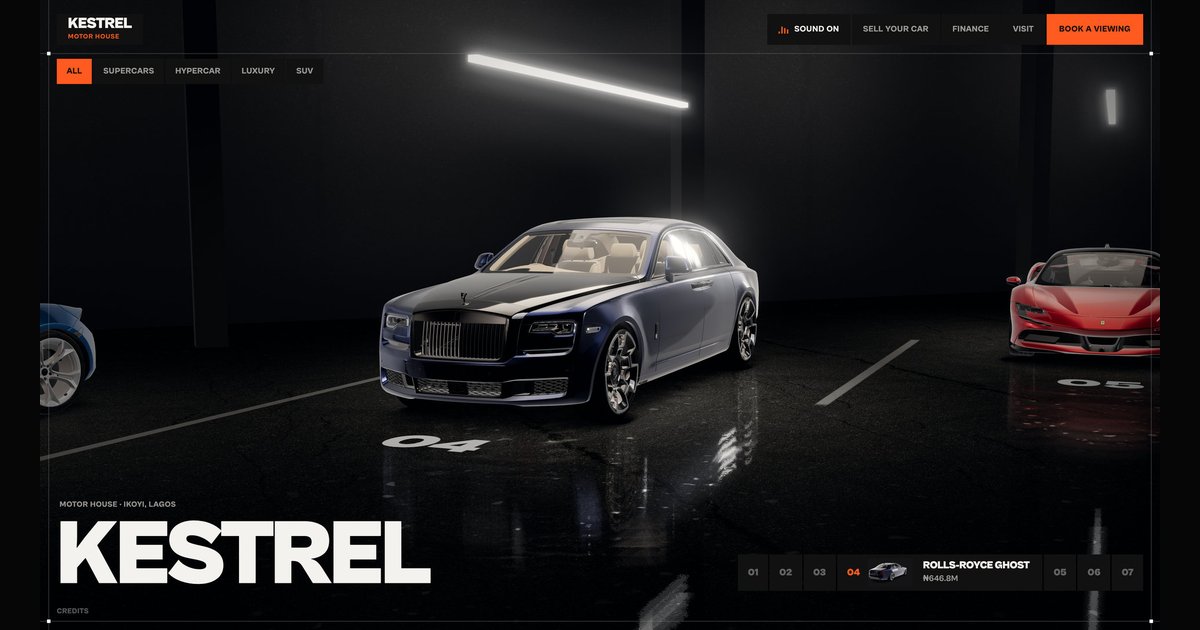 KESTREL
MOTOR HOUSE
SOUND ON
SELL YOUR CAR
FINANCE
VISIT
BOOK A VIEWING
ALL
SUPERCARS
HYPERCAR
LUXURY
SUV
05
04
MOTOR HOUSE · IKOYI, LAGOS
KESTREL
01
02
03
04
ROLLS-ROYCE GHOST
₦646.8M
05
06
07
CREDITS